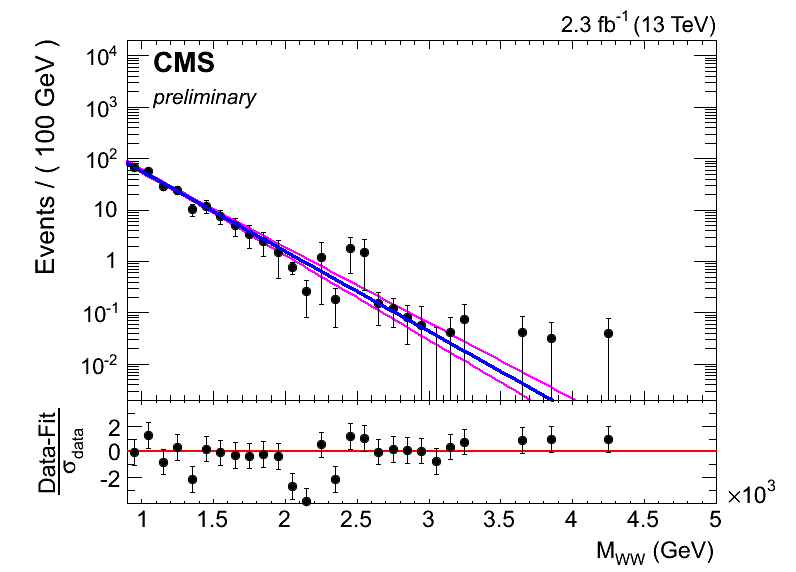 2.3 fb⁻¹ (13 TeV)
CMS
preliminary
Events / ( 100 GeV )
10⁴
10³
10²
10
1
10⁻¹
10⁻²
Data-Fit
σ_data
2
0
-2
1 1.5 2 2.5 3 3.5 4 4.5 5
×10³
M_WW (GeV)